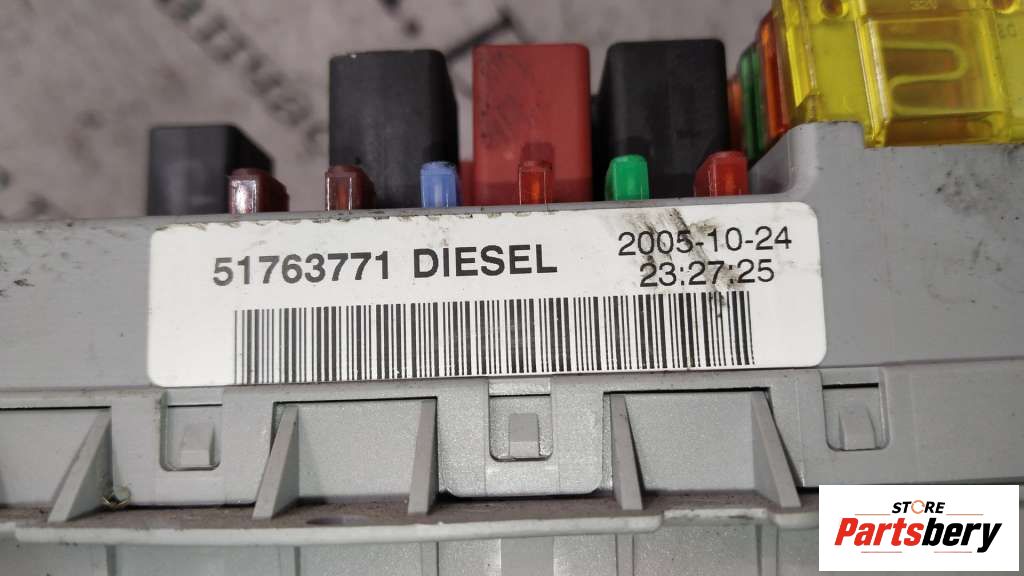 51763771 DIESEL
2005-10-24
23:27:25
STORE
Partsbery